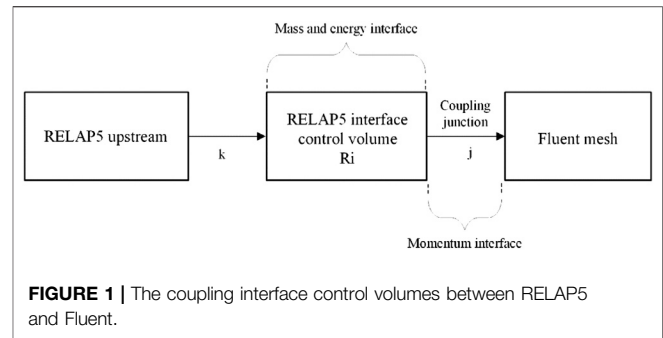 Mass and energy interface
RELAP5 upstream
k
RELAP5 interface
control volume
Ri
Coupling
junction
j
Fluent mesh
Momentum interface
FIGURE 1 | The coupling interface control volumes between RELAP5
and Fluent.